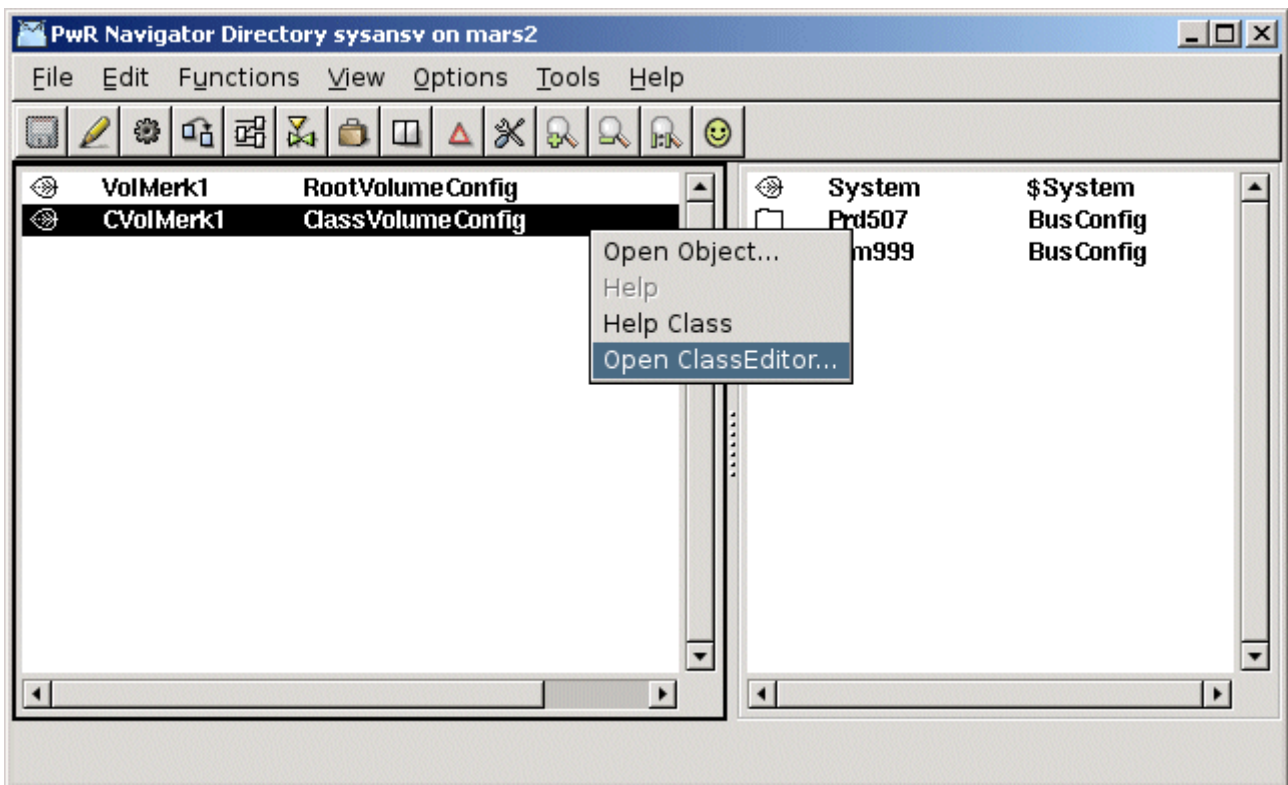 PwR Navigator Directory sysansv on mars2
File Edit Functions View Options Tools Help
VolMerk1 RootVolumeConfig
CVolMerk1 ClassVolumeConfig
System $System
Prd507 BusConfig
m999 BusConfig
Open Object...
Help
Help Class
Open ClassEditor...